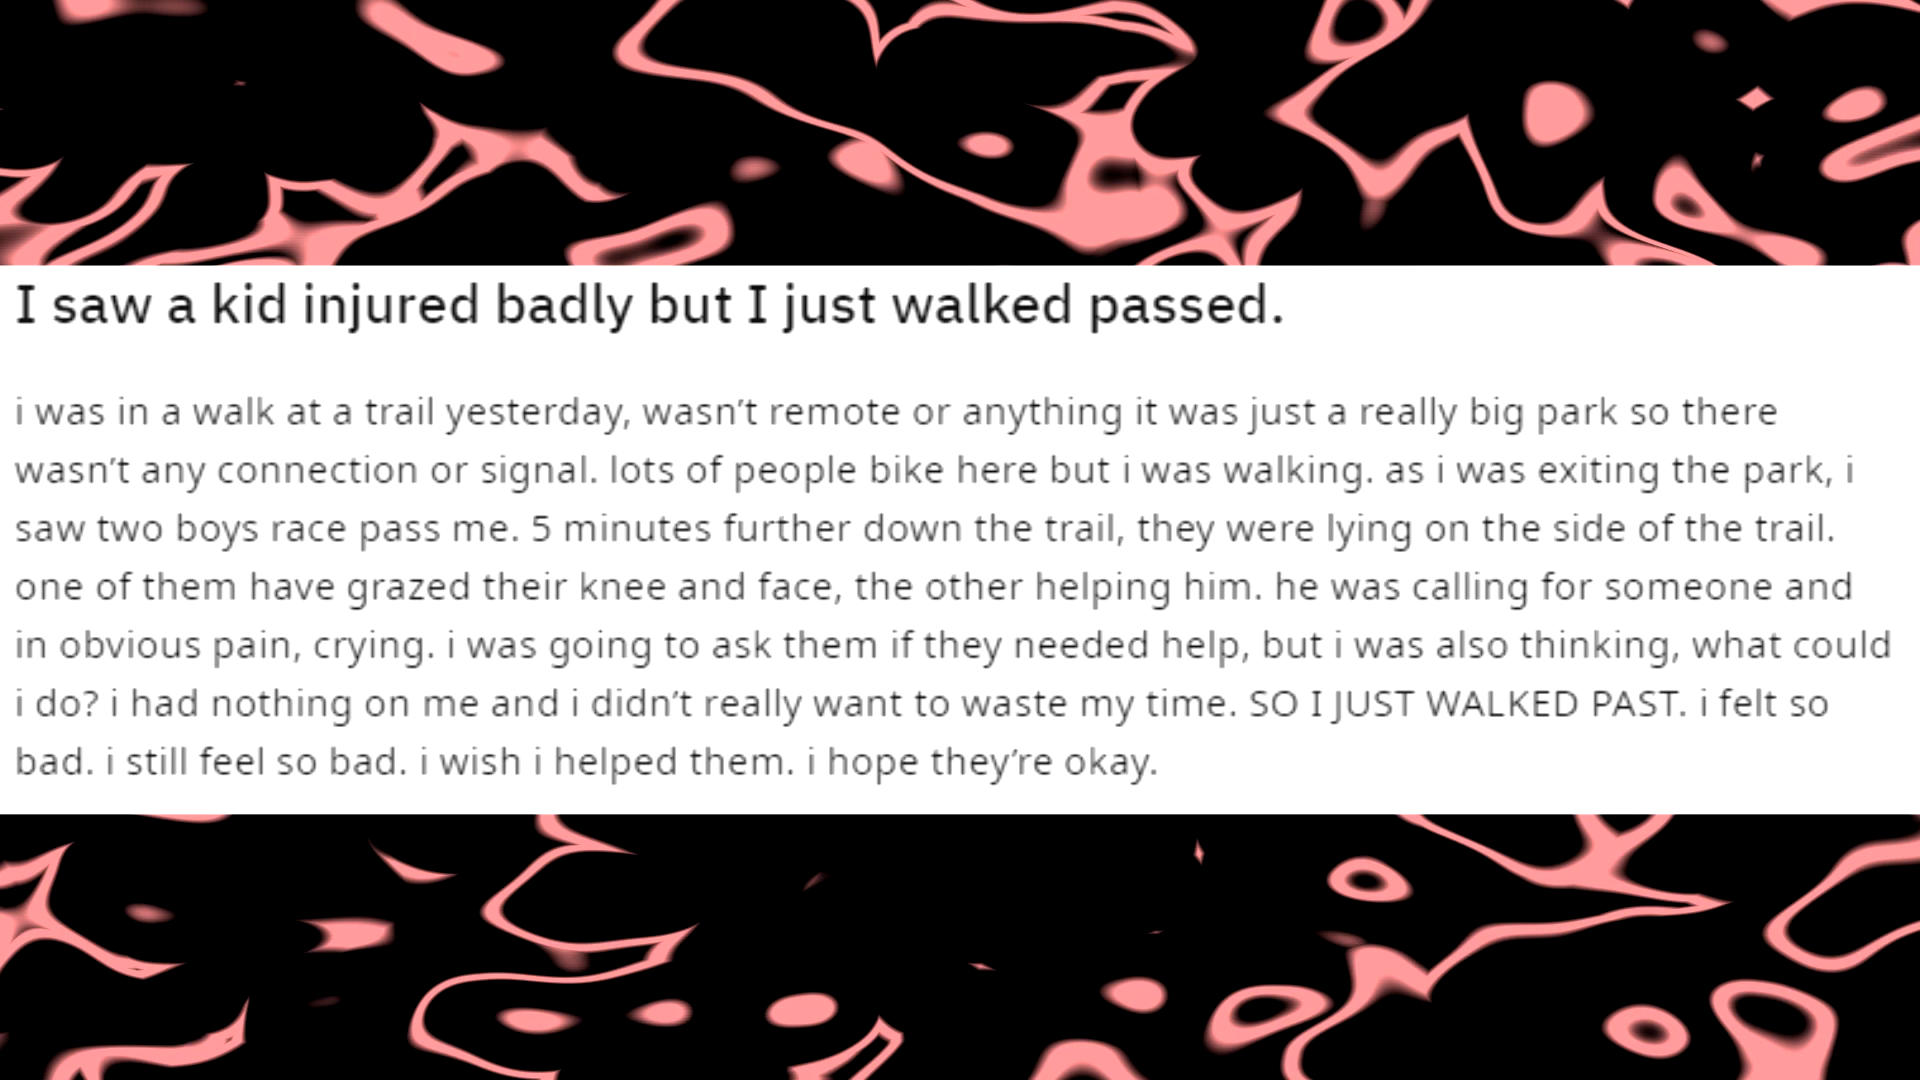 I saw a kid injured badly but I just walked passed.
i was in a walk at a trail yesterday, wasn’t remote or anything it was just a really big park so there
wasn’t any connection or signal. lots of people bike here but i was walking. as i was exiting the park, i
saw two boys race pass me. 5 minutes further down the trail, they were lying on the side of the trail.
one of them have grazed their knee and face, the other helping him. he was calling for someone and
in obvious pain, crying. i was going to ask them if they needed help, but i was also thinking, what could
i do? i had nothing on me and i didn’t really want to waste my time. SO I JUST WALKED PAST. i felt so
bad. i still feel so bad. i wish i helped them. i hope they’re okay.